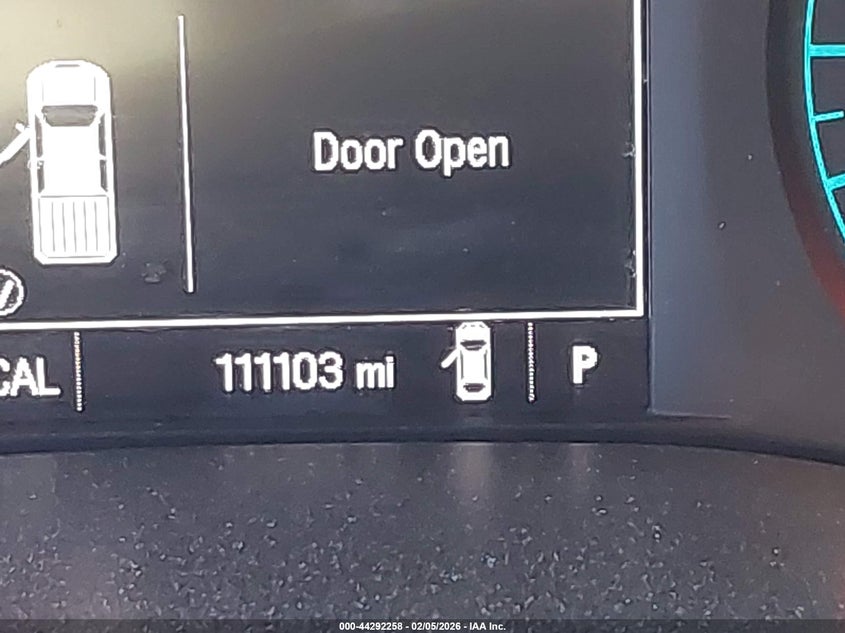 Door Open
CAL
111103 mi
P
000-44292258 - 02/05/2026 - IAA Inc.